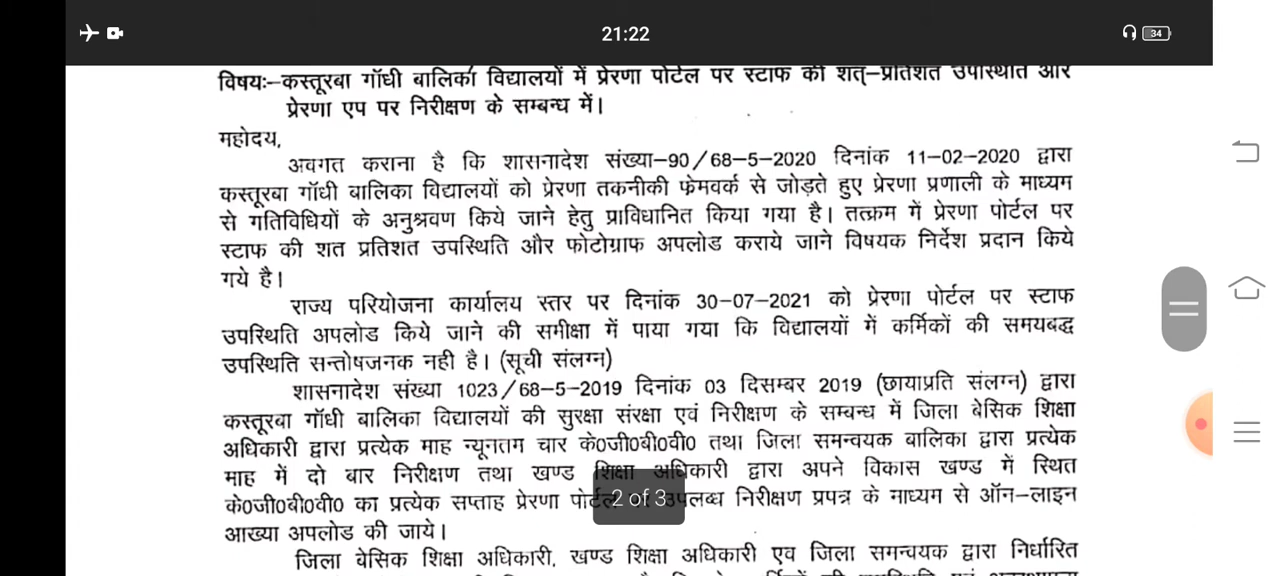 21:22
34
विषयः-कस्तूरबा गॉधी बालिका विद्यालयों में प्रेरणा पोर्टल पर स्टाफ की शत्-प्रतिशत उपस्थिति और
प्रेरणा एप पर निरीक्षण के सम्बन्ध में।
महोदय,
अवगत कराना है कि शासनादेश संख्या-90/68-5-2020 दिनांक 11-02-2020 द्वारा
कस्तूरबा गॉधी बालिका विद्यालयों को प्रेरणा तकनीकी फ्रेमवर्क से जोड़ते हुए प्रेरणा प्रणाली के माध्यम
से गतिविधियों के अनुश्रवण किये जाने हेतु प्राविधानित किया गया है। तत्क्रम में प्रेरणा पोर्टल पर
स्टाफ की शत प्रतिशत उपस्थिति और फोटोग्राफ अपलोड कराये जाने विषयक निर्देश प्रदान किये
गये है।
राज्य परियोजना कार्यालय स्तर पर दिनांक 30-07-2021 को प्रेरणा पोर्टल पर स्टाफ
उपस्थिति अपलोड किये जाने की समीक्षा में पाया गया कि विद्यालयों में कर्मिकों की समयबद्ध
उपस्थिति सन्तोषजनक नही है। (सूची संलग्न)
शासनादेश संख्या 1023/68-5-2019 दिनांक 03 दिसम्बर 2019 (छायाप्रति संलग्न) द्वारा
कस्तूरबा गॉधी बालिका विद्यालयों की सुरक्षा संरक्षा एवं निरीक्षण के सम्बन्ध में जिला बेसिक शिक्षा
अधिकारी द्वारा प्रत्येक माह न्यूनतम चार के0जी0बी0वी0 तथा जिला समन्वयक बालिका द्वारा प्रत्येक
माह में दो बार निरीक्षण तथा खण्ड शिक्षा अधिकारी द्वारा अपने विकास खण्ड में स्थित
के0जी0बी0वी0 का प्रत्येक सप्ताह प्रेरणा पोर्टल उपलब्ध निरीक्षण प्रपत्र के माध्यम से ऑन-लाइन
2 of 3
आख्या अपलोड की जाये।
जिला बेसिक शिक्षा अधिकारी, खण्ड शिक्षा अधिकारी एव जिला समन्वयक द्वारा निर्धारित